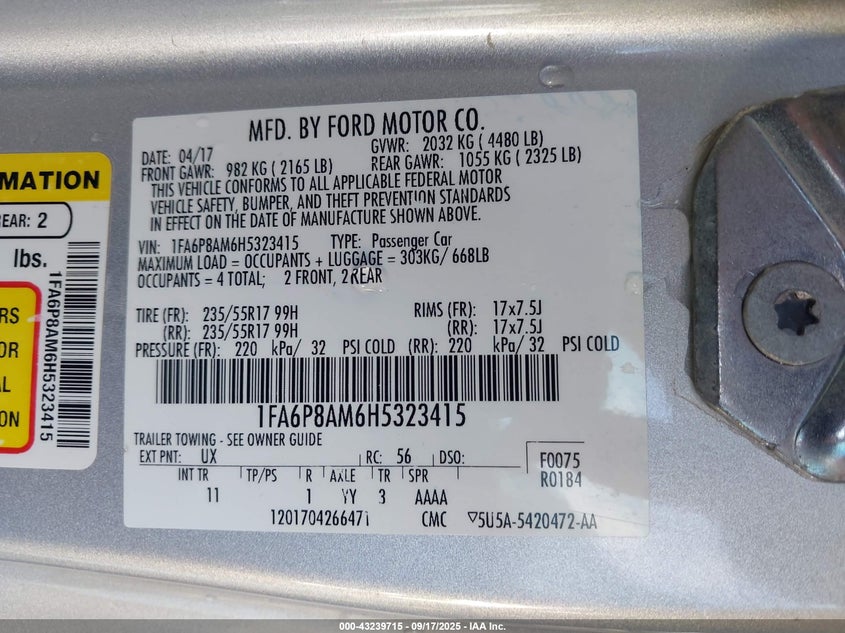 MFD. BY FORD MOTOR CO.
DATE: 04/17 GVWR: 2032 KG ( 4480 LB)
FRONT GAWR: 982 KG ( 2165 LB) REAR GAWR: 1055 KG ( 2325 LB)
THIS VEHICLE CONFORMS TO ALL APPLICABLE FEDERAL MOTOR
VEHICLE SAFETY, BUMPER, AND THEFT PREVENTION STANDARDS
IN EFFECT ON THE DATE OF MANUFACTURE SHOWN ABOVE.
VIN: 1FA6P8AM6H5323415 TYPE: Passenger Car
MAXIMUM LOAD = OCCUPANTS + LUGGAGE = 303KG/ 668LB
OCCUPANTS = 4 TOTAL; 2 FRONT, 2 REAR
TIRE (FR): 235/55R17 99H RIMS (FR): 17x7.5J
(RR): 235/55R17 99H (RR): 17x7.5J
PRESSURE (FR): 220 kPa/ 32 PSI COLD (RR): 220 kPa/ 32 PSI COLD
1FA6P8AM6H5323415
TRAILER TOWING - SEE OWNER GUIDE
EXT PNT: UX RC: 56 DSO: F0075
R0184
INT TR TP/PS R AXLE TR SPR
11 1 YY 3 AAAA
1201704266471 CMC ▽5U5A-5420472-AA
RMATION
REAR: 2
lbs.
1FA6P8AM6H5323415
RS
OR
AL
ON
000-43239715 - 09/17/2025 - IAA Inc.